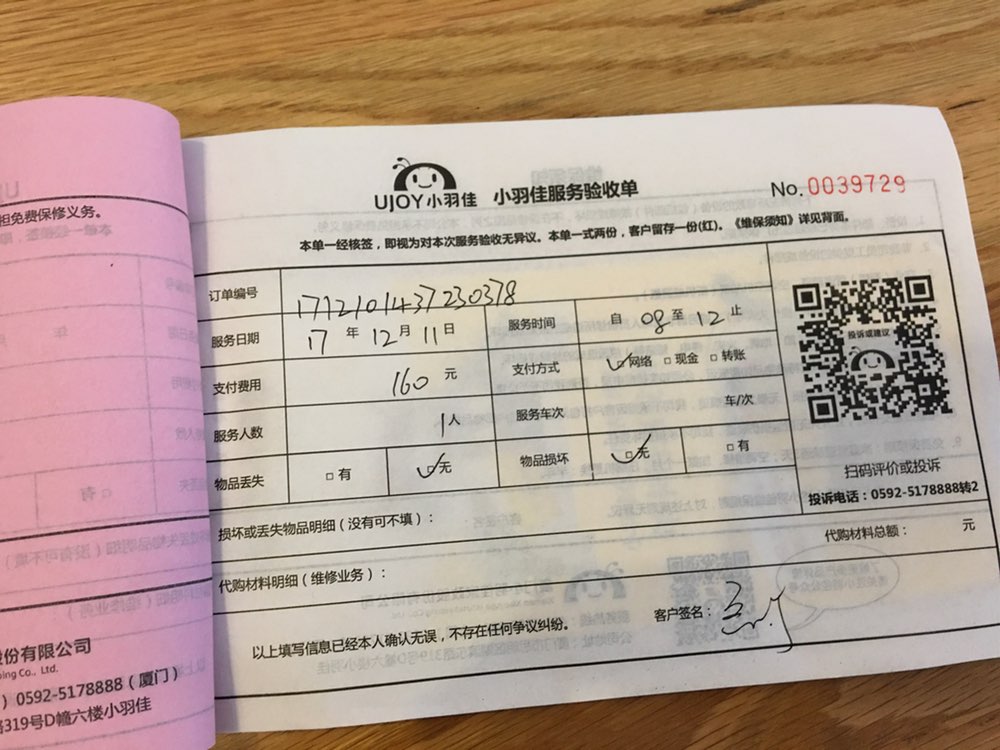 UJOY小羽佳 小羽佳服务验收单
No. 0039729
本单一经核签，即视为对本次服务验收无异议。本单一式两份，客户留存一份(红)。《维保须知》详见背面。
订单编号 1712101437230378
服务日期 17 年 12 月 11 日 服务时间 自 08 至 12 止
支付费用 160 元 支付方式 ✓□网络 □现金 □转账
服务人数 1人 服务车次 车/次
物品丢失 □有 ✓□无 物品损坏 ✓□无 □有
投诉或建议
扫码评价或投诉
投诉电话：0592-5178888转2
损坏或丢失物品明细（没有可不填）：
代购材料明细（维修业务）： 代购材料总额： 元
以上填写信息已经本人确认无误，不存在任何争议纠纷。 客户签名：
担免费保修义务。
份有限公司
ping Co., Ltd.
）0592-5178888（厦门）
路319号D幢六楼小羽佳